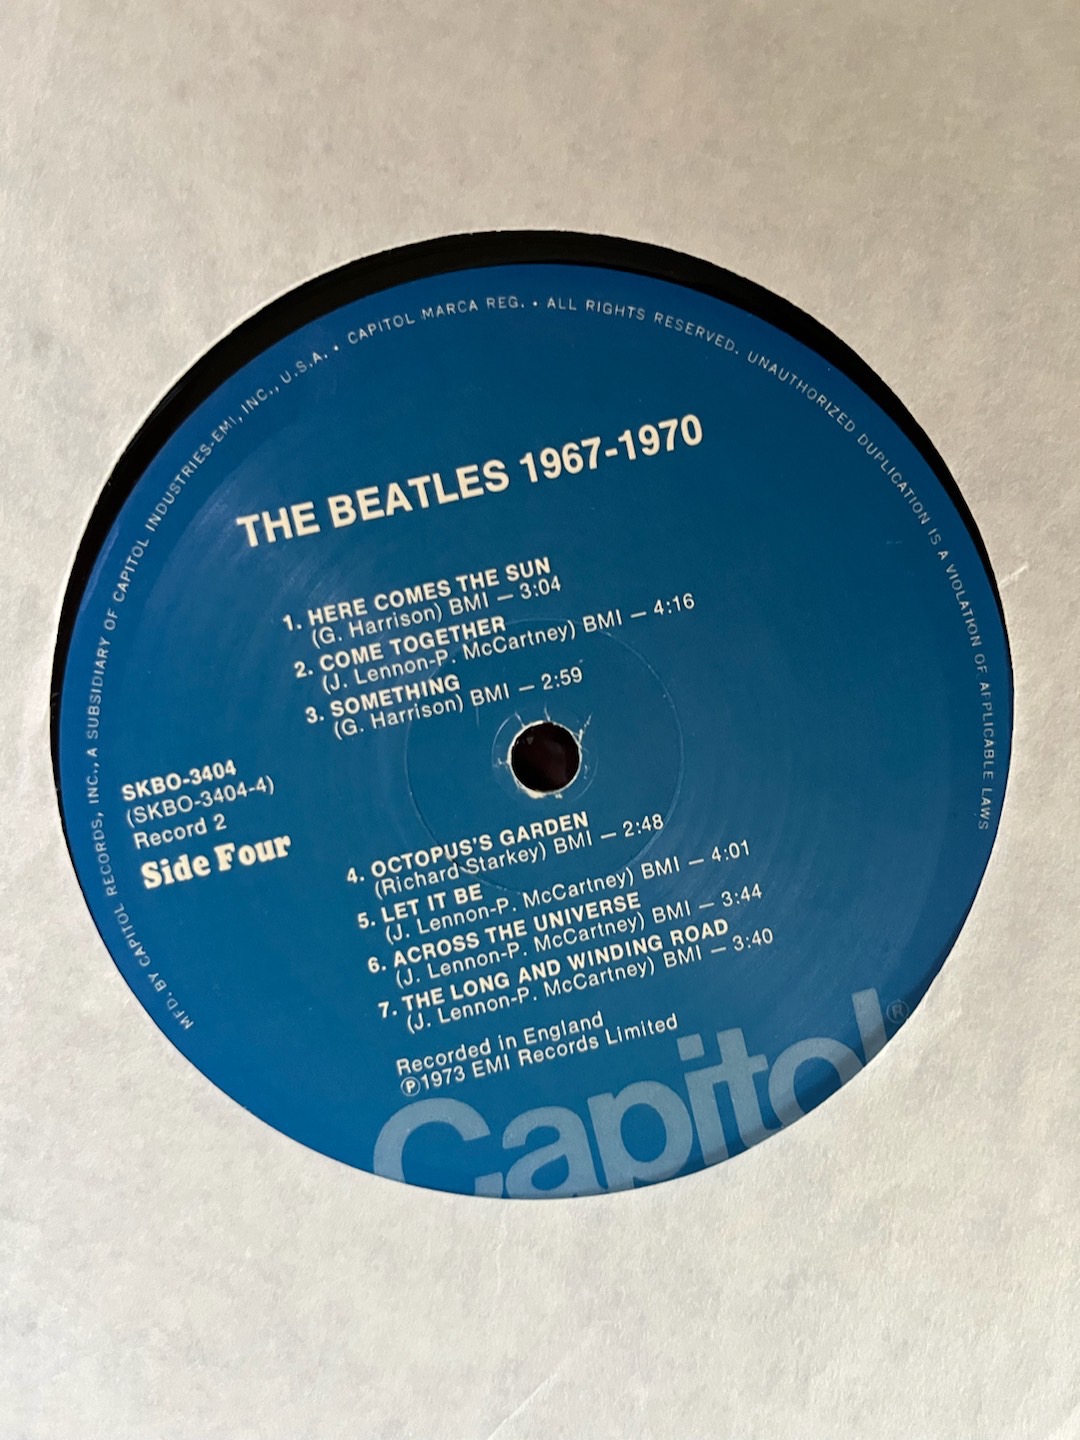 MFD. BY CAPITOL RECORDS, INC., A SUBSIDIARY OF CAPITOL INDUSTRIES-EMI, INC., U.S.A. • CAPITOL MARCA REG. • ALL RIGHTS RESERVED. UNAUTHORIZED DUPLICATION IS A VIOLATION OF APPLICABLE LAWS
THE BEATLES 1967-1970
1. HERE COMES THE SUN
(G. Harrison) BMI — 3:04
2. COME TOGETHER
(J. Lennon-P. McCartney) BMI — 4:16
3. SOMETHING
(G. Harrison) BMI — 2:59
SKBO-3404
(SKBO-3404-4)
Record 2
Side Four
4. OCTOPUS'S GARDEN
(Richard Starkey) BMI — 2:48
5. LET IT BE
(J. Lennon-P. McCartney) BMI — 4:01
6. ACROSS THE UNIVERSE
(J. Lennon-P. McCartney) BMI — 3:44
7. THE LONG AND WINDING ROAD
(J. Lennon-P. McCartney) BMI — 3:40
Recorded in England
℗1973 EMI Records Limited
Capitol®